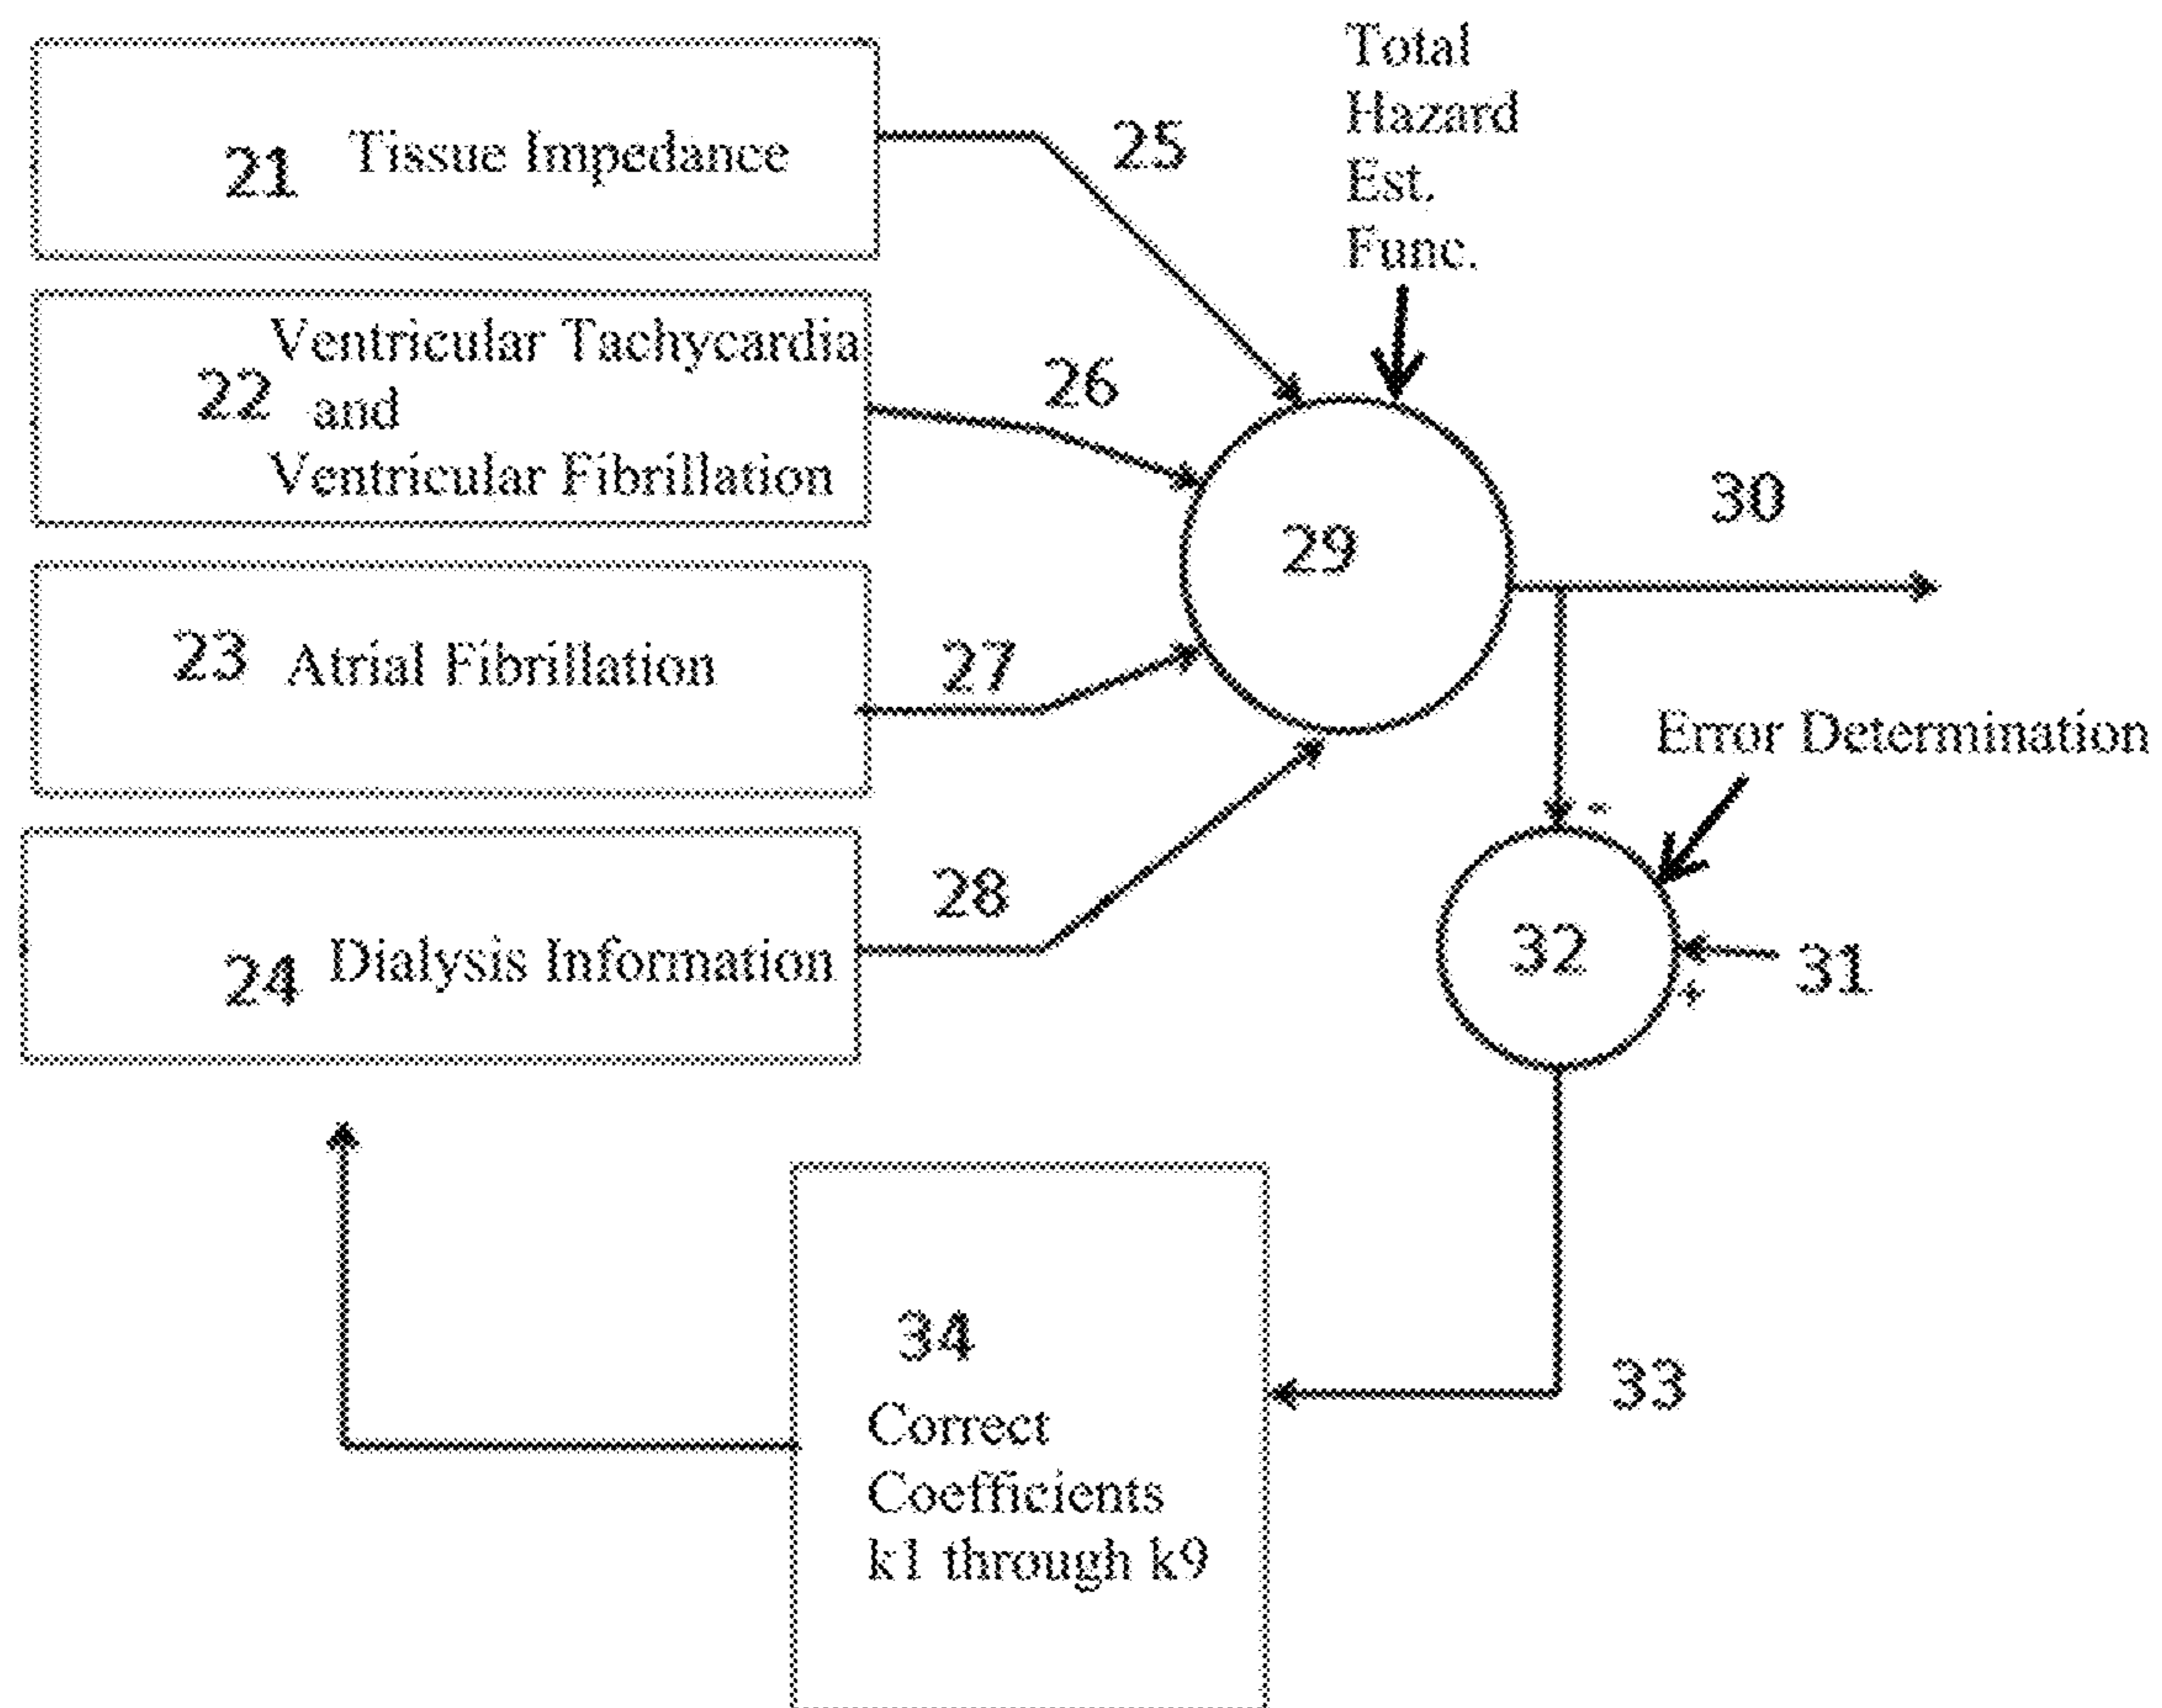 Total
Hazard
Est.
Func.
21 Tissue Impedance
25
Ventricular Tachycardia
22 and
Ventricular Fibrillation
26
29
30
23 Atrial Fibrillation
27
Error Determination
-
24 Dialysis Information
28
32
31
+
34
Correct
Coefficients
k1 through k9
33